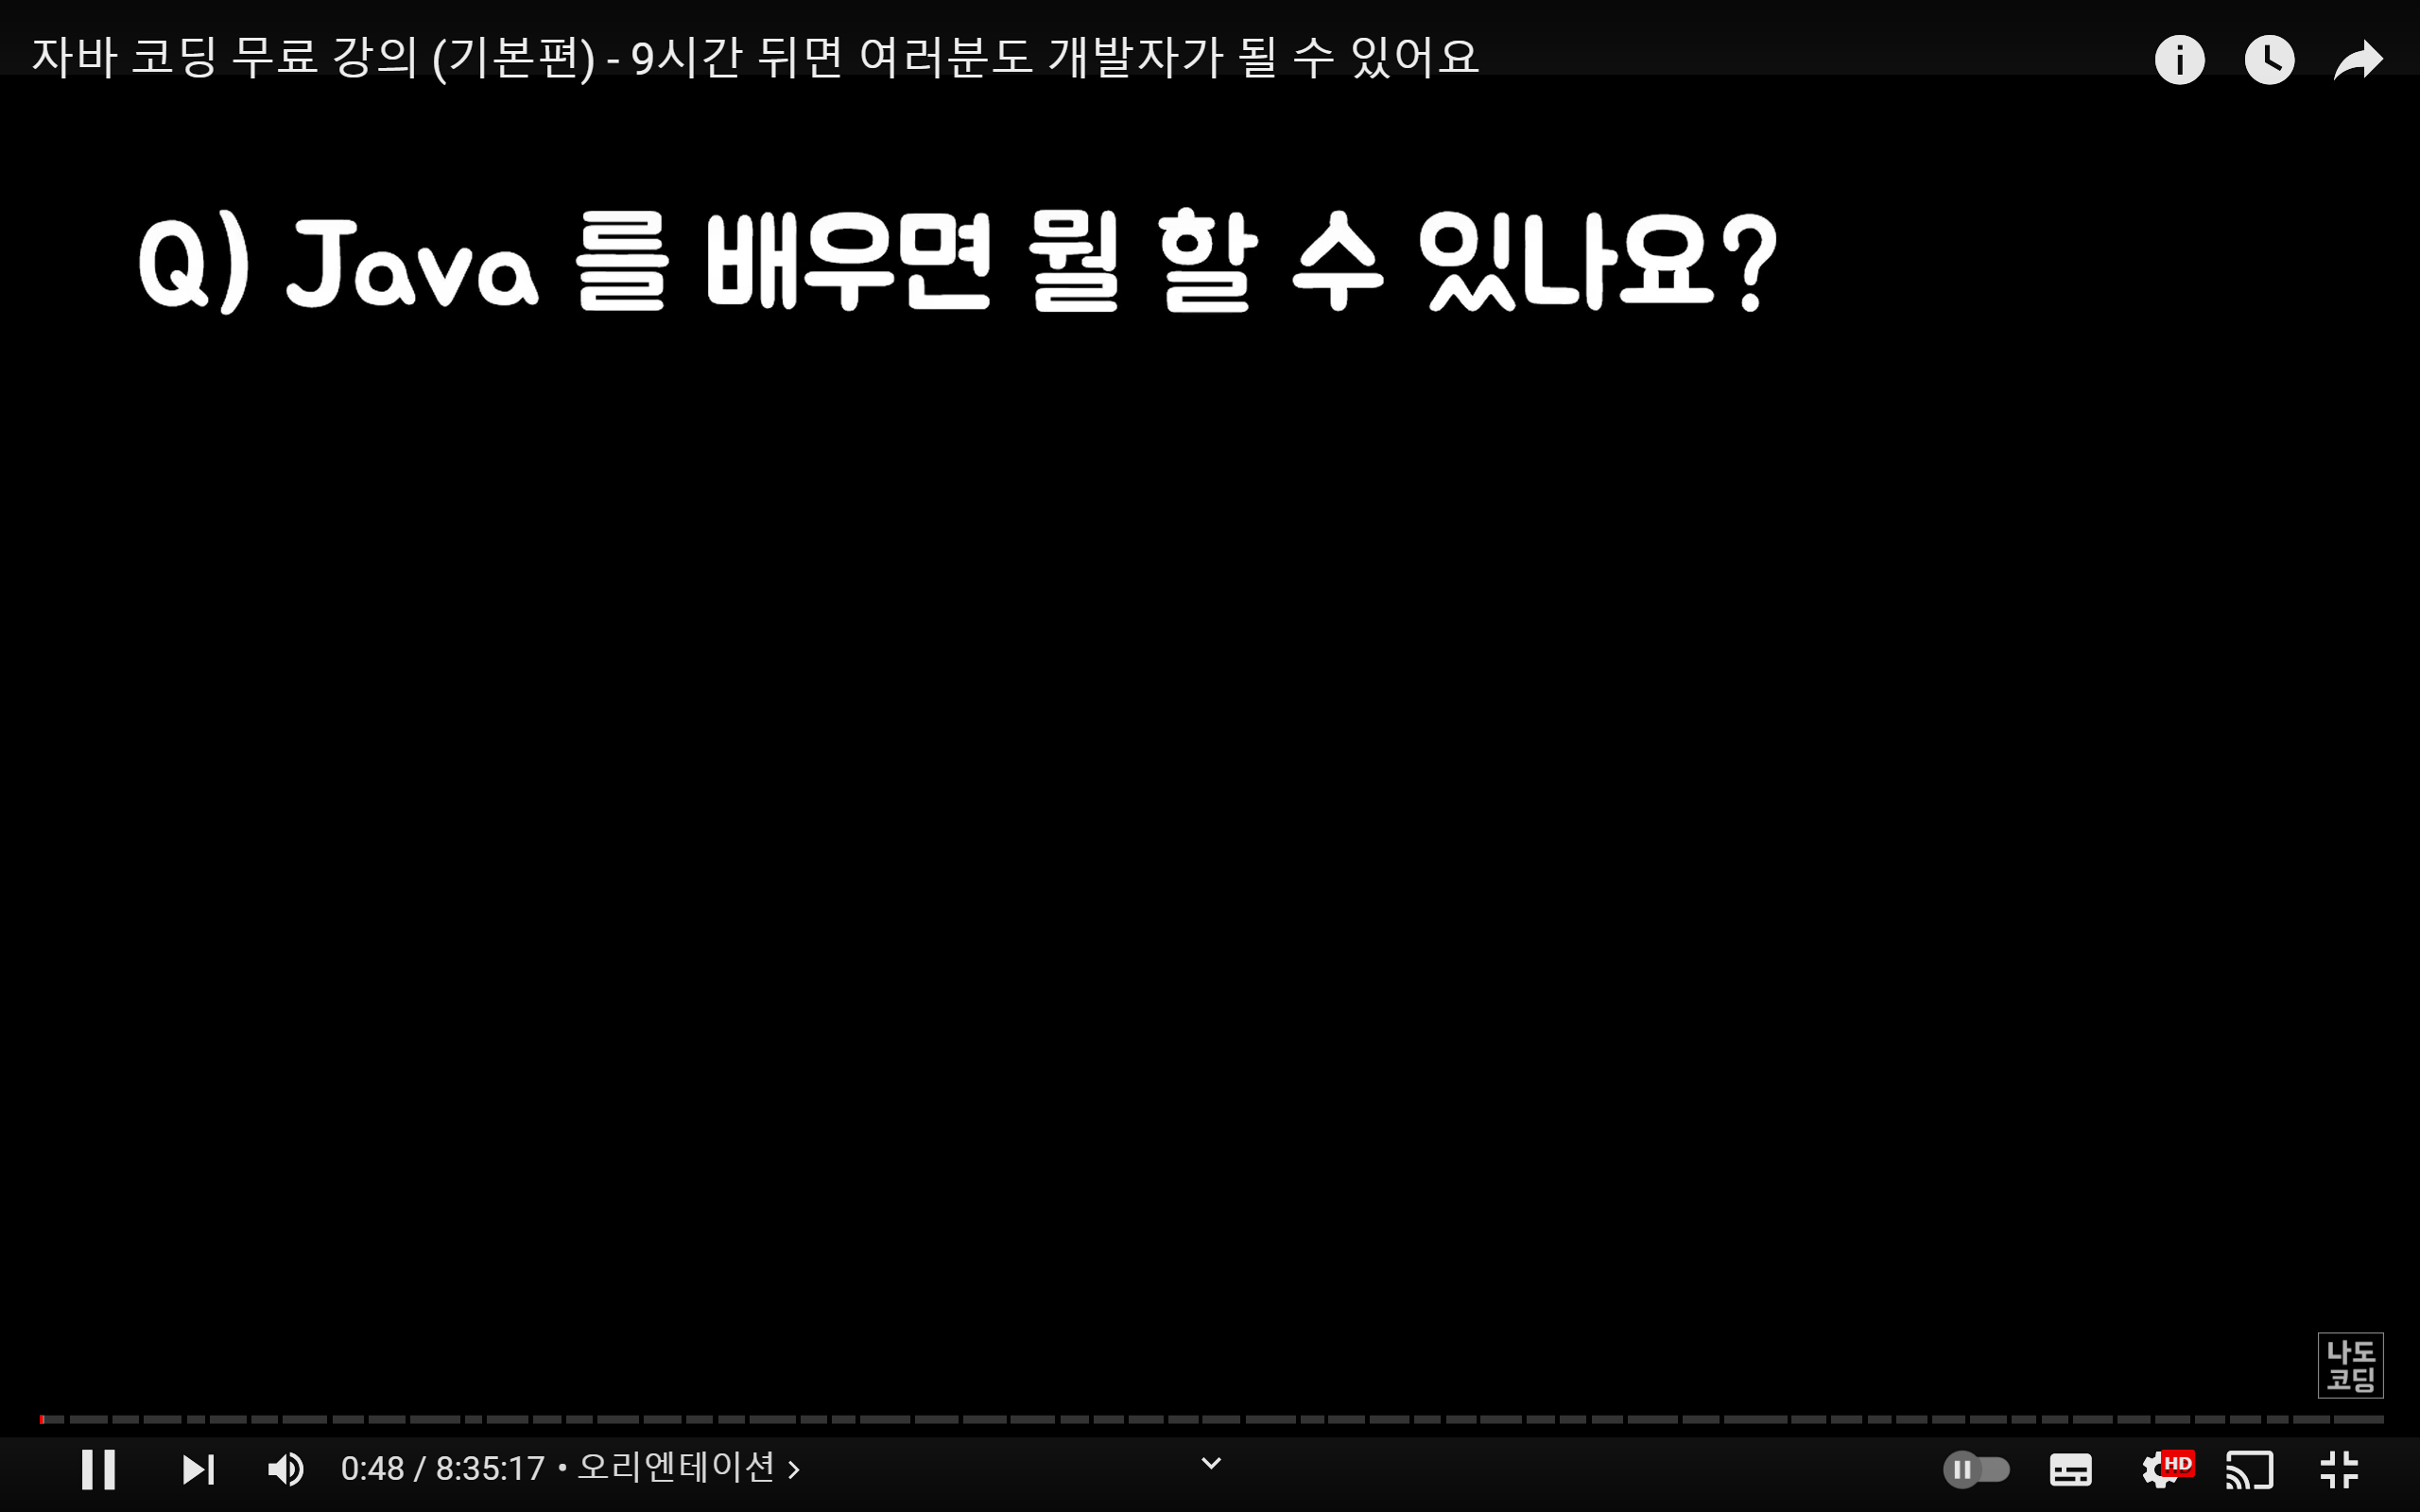 자바 코딩 무료 강의 (기본편) - 9시간 뒤면 여러분도 개발자가 될 수 있어요
Q) Java 를 배우면 뭘 할 수 있나요?
나도
코딩
0:48 / 8:35:17 • 오리엔테이션 ›
HD